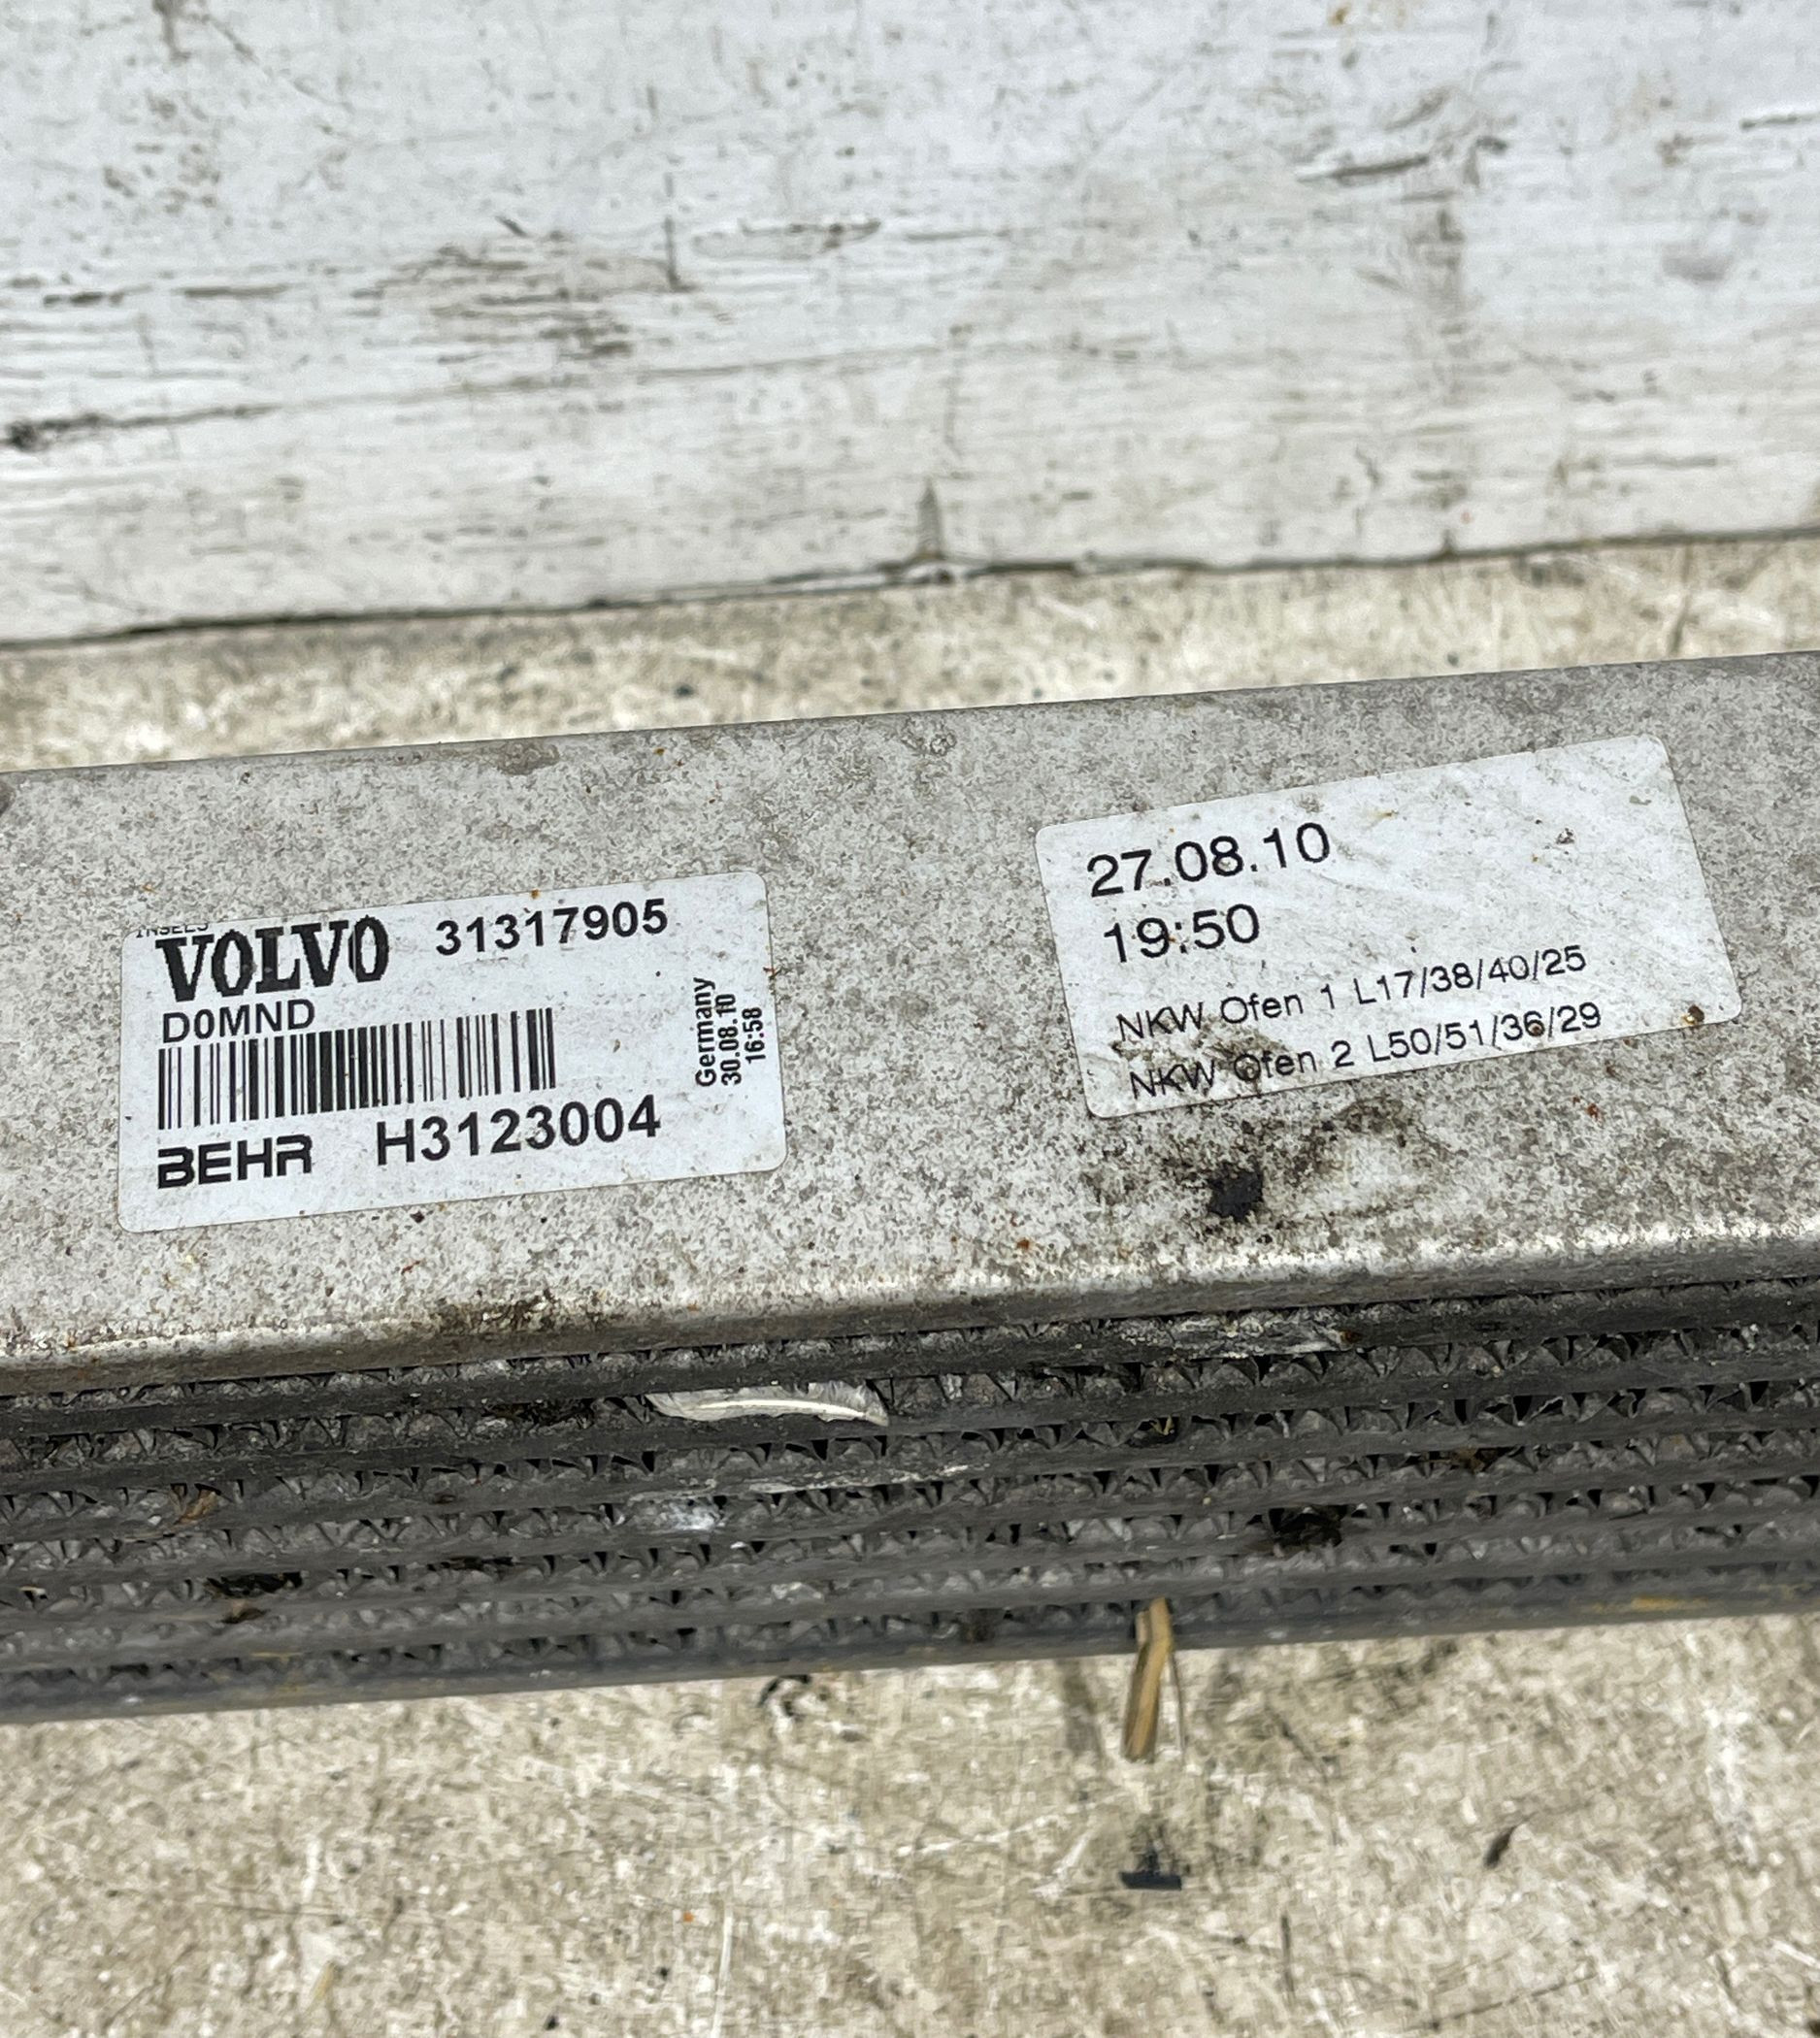 VOLVO 31317905
D0MND
BEHR H3123004
Germany
30.08.10
16:58
27.08.10
19:50
NKW Ofen 1 L17/38/40/25
NKW Ofen 2 L50/51/36/29